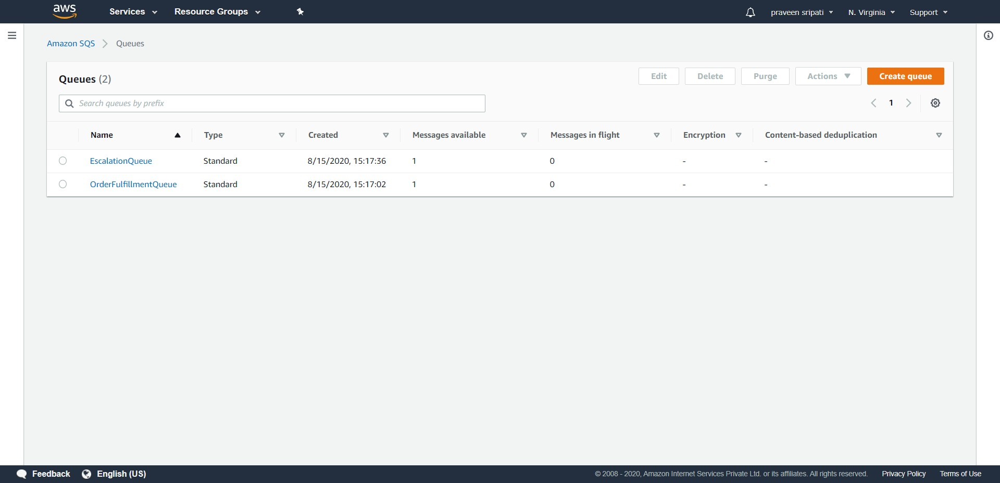 aws Services Resource Groups praveen sripati N. Virginia Support
Amazon SQS Queues
Queues (2) Edit Delete Purge Actions Create queue
Search queues by prefix 1
Name Type Created Messages available Messages in flight Encryption Content-based deduplication
EscalationQueue Standard 8/15/2020, 15:17:36 1 0 - -
OrderFulfillmentQueue Standard 8/15/2020, 15:17:02 1 0 - -
Feedback English (US) © 2008 - 2020, Amazon Internet Services Private Ltd. or its affiliates. All rights reserved. Privacy Policy Terms of Use